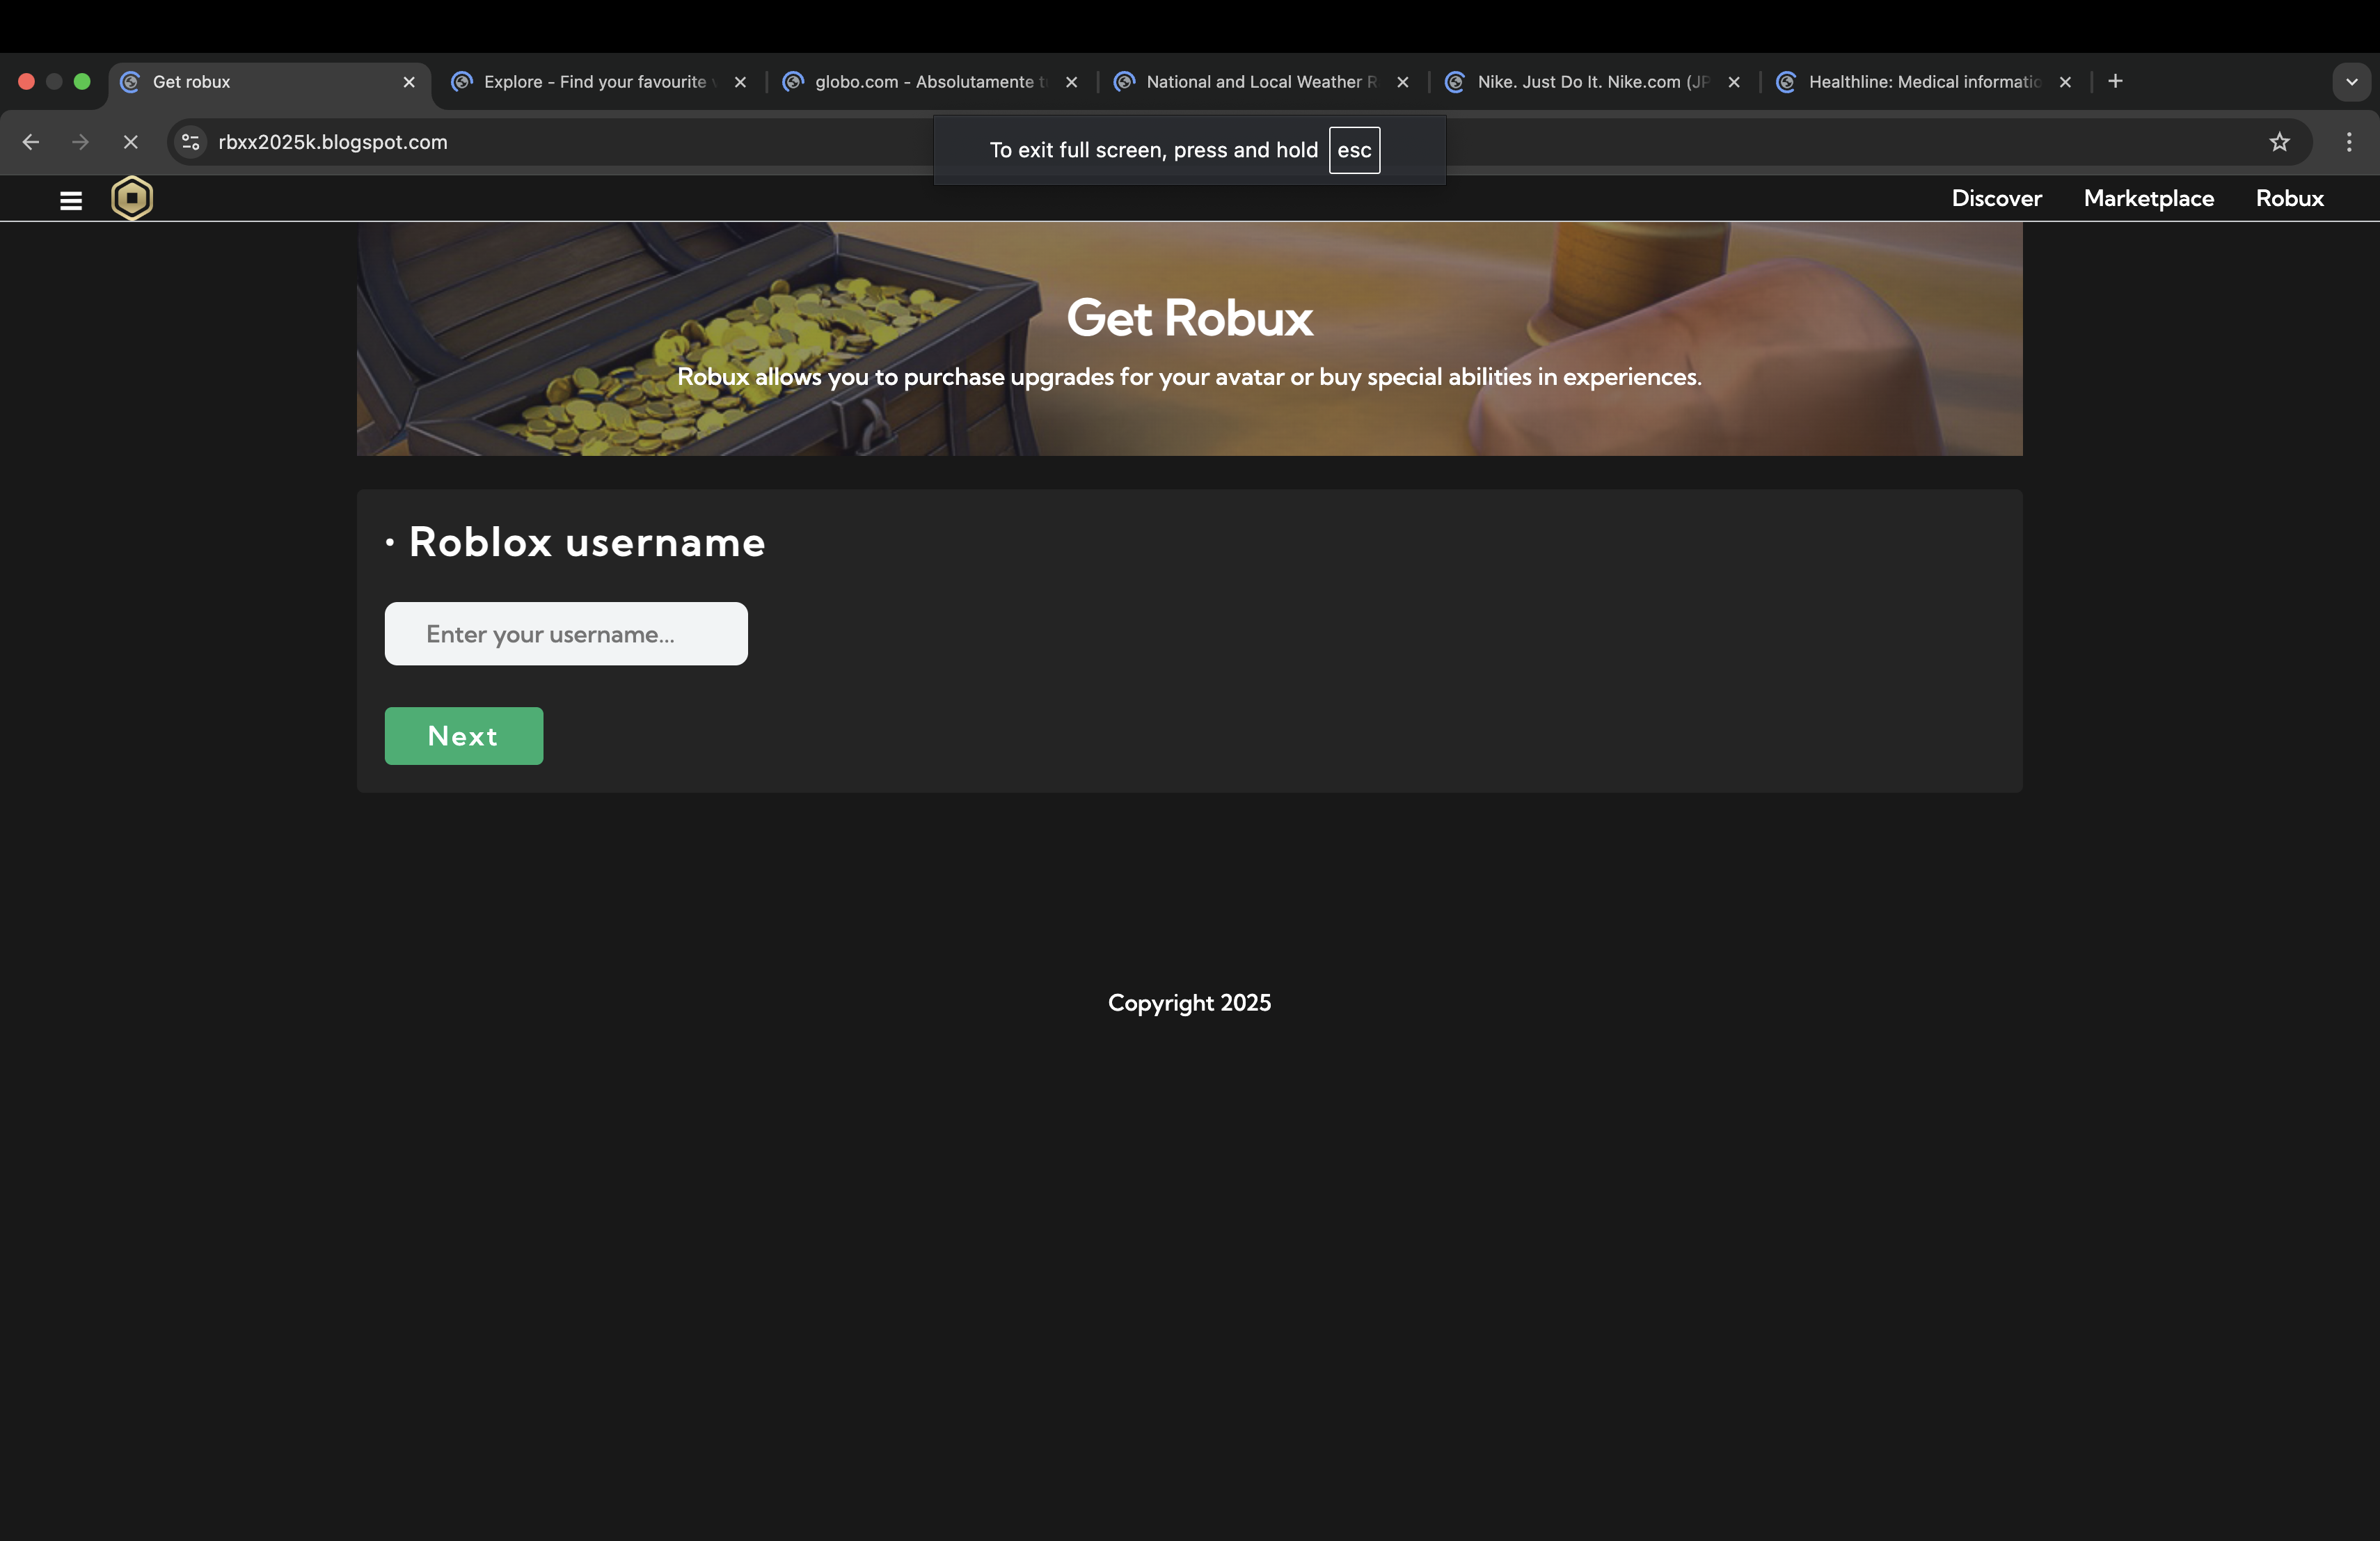 Get robux
Explore - Find your favourite
globo.com - Absolutamente
National and Local Weather
Nike. Just Do It. Nike.com (JP
Healthline: Medical informatio
rbxx2025k.blogspot.com
To exit full screen, press and hold esc
Discover
Marketplace
Robux
Get Robux
Robux allows you to purchase upgrades for your avatar or buy special abilities in experiences.
· Roblox username
Enter your username...
Next
Copyright 2025